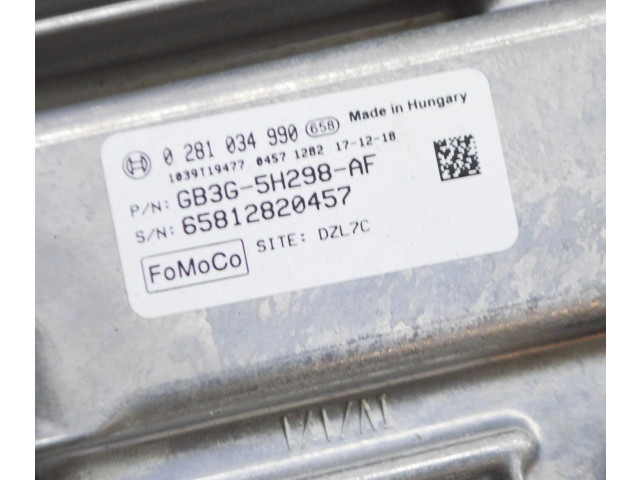 0 281 034 990 658 Made in Hungary
1039T19477 0457 1282 17-12-18
P/N: GB3G-5H298-AF
S/N: 65812820457
FoMoCo SITE: DZL7C